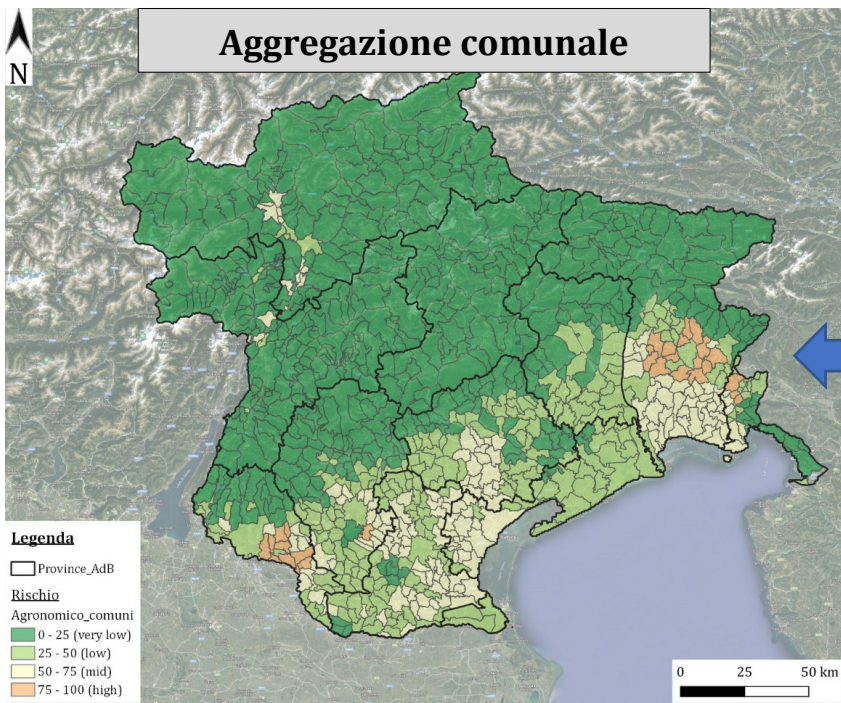 Aggregazione comunale
N
Legenda
Province_AdB
Rischio
Agronomico_comuni
0 - 25 (very low)
25 - 50 (low)
50 - 75 (mid)
75 - 100 (high)
0 25 50 km